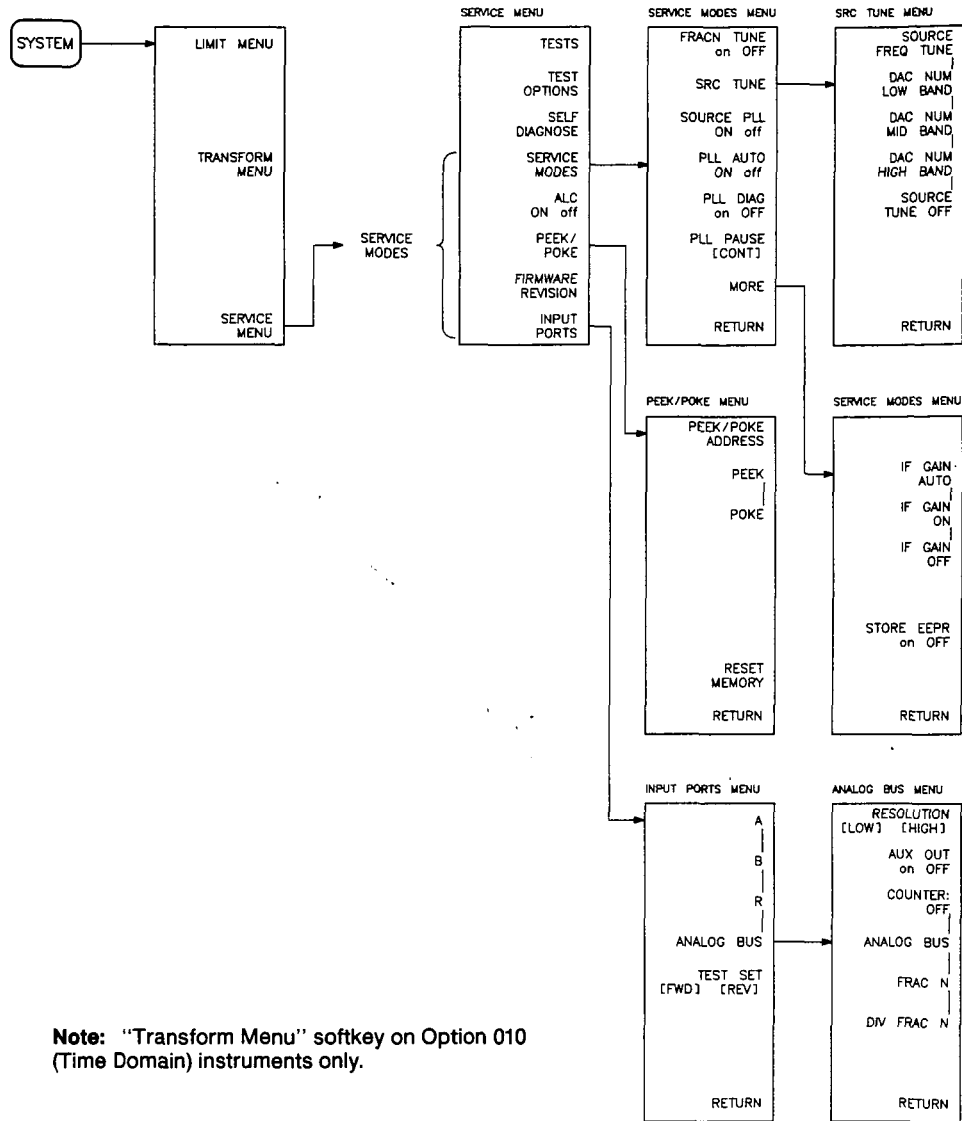 SYSTEM
LIMIT MENU
TRANSFORM
MENU
SERVICE
MENU
SERVICE
MODES
SERVICE MENU
TESTS
TEST
OPTIONS
SELF
DIAGNOSE
SERVICE
MODES
ALC
ON off
PEEK/
POKE
FIRMWARE
REVISION
INPUT
PORTS
SERVICE MODES MENU
FRACN TUNE
on OFF
SRC TUNE
SOURCE PLL
ON off
PLL AUTO
ON off
PLL DIAG
on OFF
PLL PAUSE
[CONT]
MORE
RETURN
SRC TUNE MENU
SOURCE
FREQ TUNE
DAC NUM
LOW BAND
DAC NUM
MID BAND
DAC NUM
HIGH BAND
SOURCE
TUNE OFF
RETURN
PEEK/POKE MENU
PEEK/POKE
ADDRESS
PEEK
POKE
RESET
MEMORY
RETURN
SERVICE MODES MENU
IF GAIN
AUTO
IF GAIN
ON
IF GAIN
OFF
STORE EEPR
on OFF
RETURN
INPUT PORTS MENU
A
B
R
ANALOG BUS
TEST SET
[FWD] [REV]
RETURN
ANALOG BUS MENU
RESOLUTION
[LOW] [HIGH]
AUX OUT
on OFF
COUNTER:
OFF
ANALOG BUS
FRAC N
DIV FRAC N
RETURN
Note: "Transform Menu" softkey on Option 010
(Time Domain) instruments only.